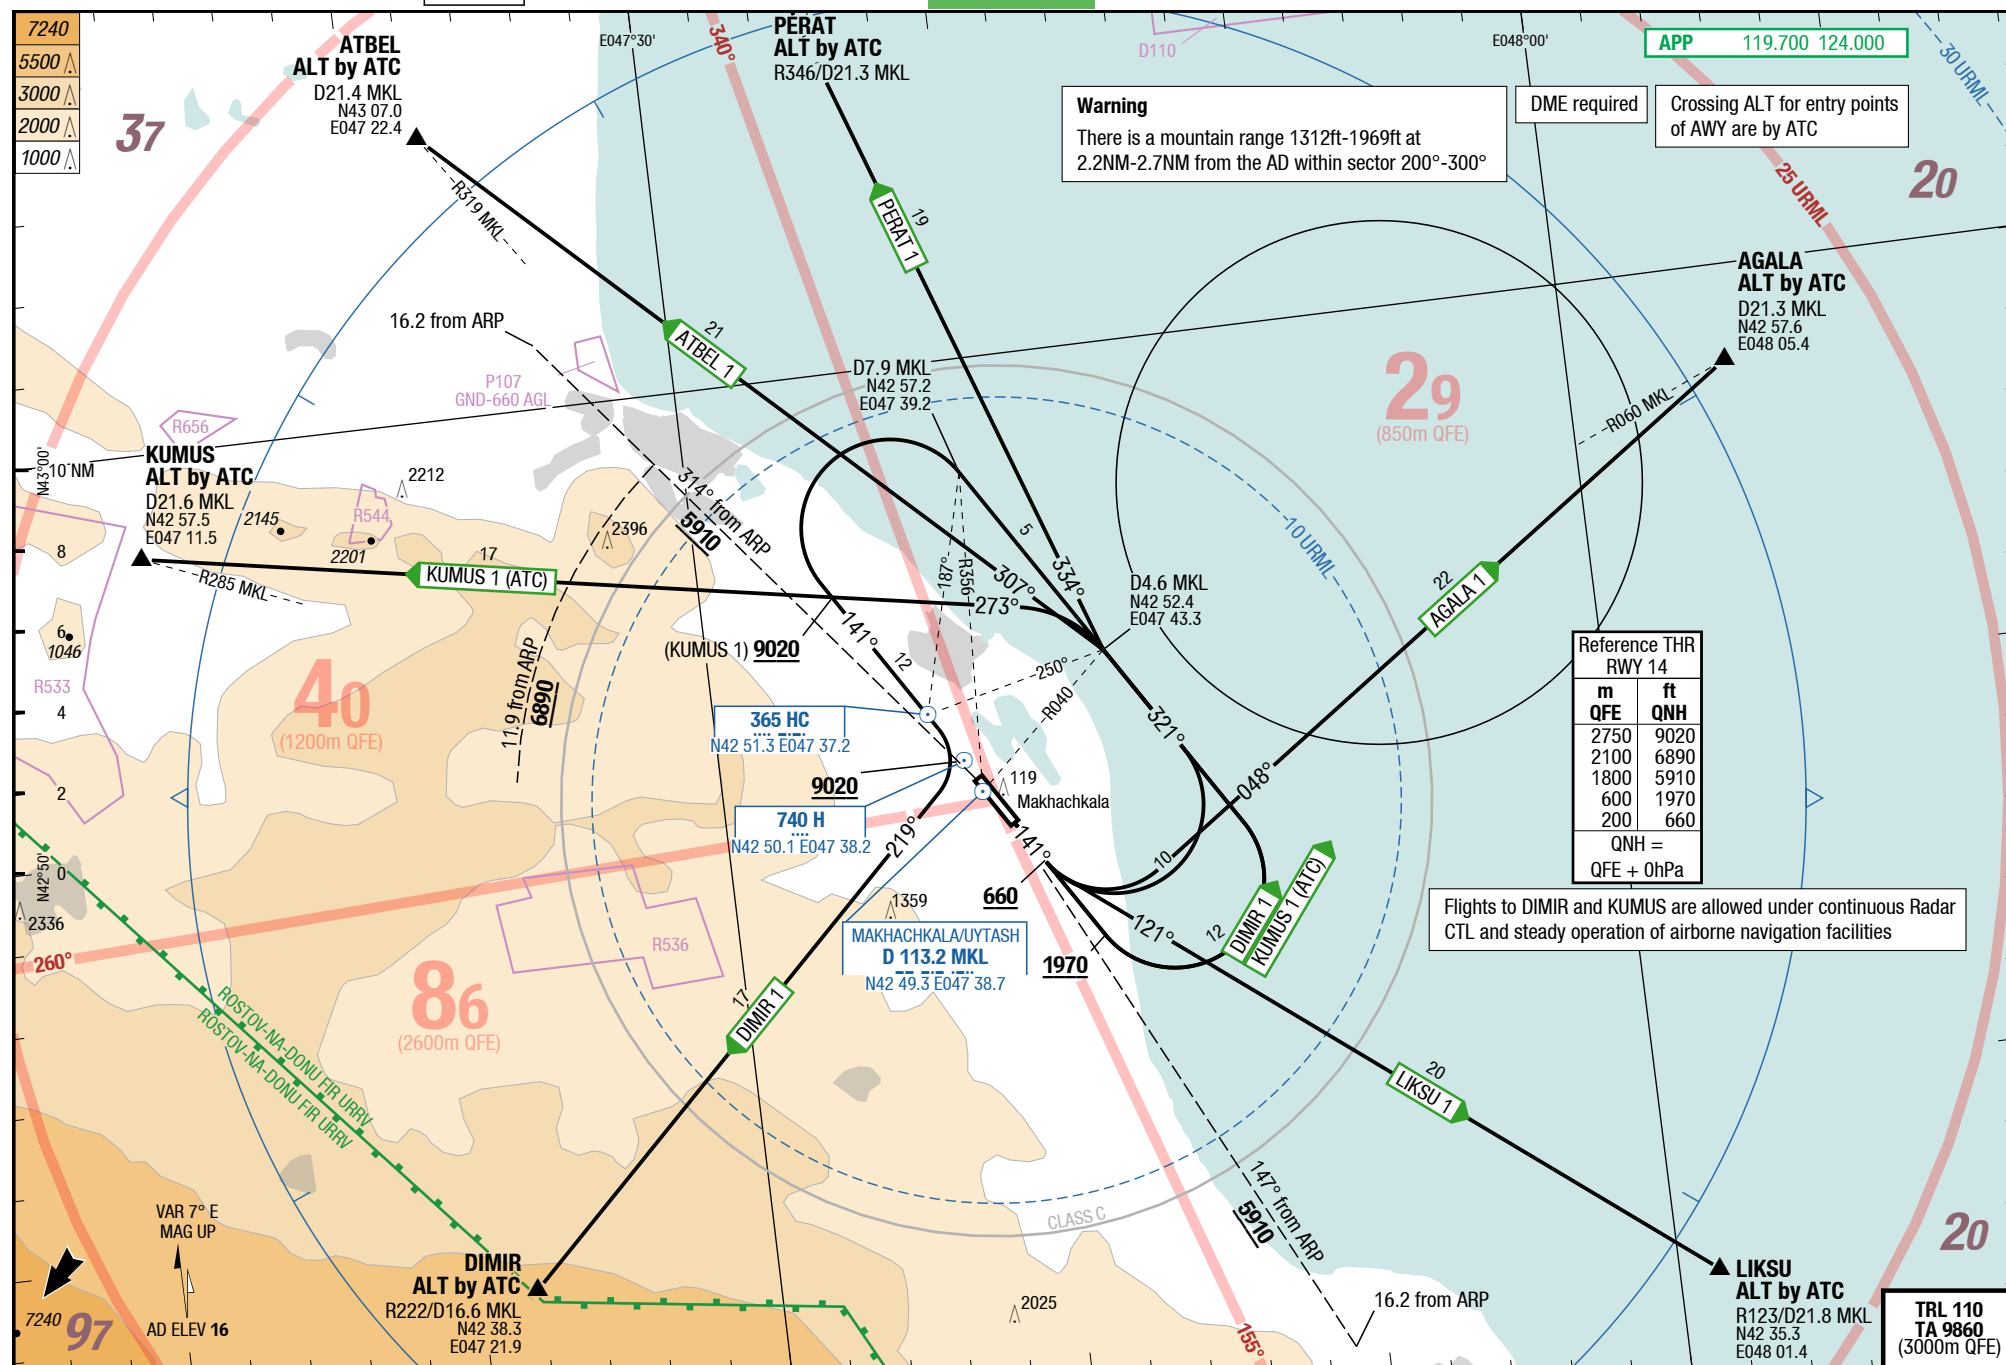 7240
5500
3000
2000
1000
37
ATBEL
ALT by ATC
D21.4 MKL
N43 07.0
E047 22.4
R319 MKL
E047°30'
340°
PERAT
ALT by ATC
R346/D21.3 MKL
D110
E048°00'
APP 119.700 124.000
30 URML
Warning
There is a mountain range 1312ft-1969ft at
2.2NM-2.7NM from the AD within sector 200°-300°
DME required
Crossing ALT for entry points
of AWY are by ATC
25 URML
20
19
PERAT 1
AGALA
ALT by ATC
D21.3 MKL
N42 57.6
E048 05.4
R060 MKL
16.2 from ARP
21
ATBEL 1
P107
GND-660 AGL
D7.9 MKL
N42 57.2
E047 39.2
29
(850m QFE)
R656
KUMUS
ALT by ATC
D21.6 MKL
N42 57.5
E047 11.5
R285 MKL
N43°00'
10 NM
8
6
4
2
0
N42°50'
2212
2145
R544
2201
2396
314° from ARP
5910
17
KUMUS 1 (ATC)
5
187°
R356
307°
334°
273°
10 URML
D4.6 MKL
N42 52.4
E047 43.3
22
AGALA 1
1046
R533
40
(1200m QFE)
11.9 from ARP
6890
(KUMUS 1) 9020
141°
12
250°
R040
321°
048°
365 HC
N42 51.3 E047 37.2
9020
740 H
N42 50.1 E047 38.2
119
Makhachkala
219°
141°
10
660
1359
MAKHACHKALA/UYTASH
D 113.2 MKL
N42 49.3 E047 38.7
1970
121°
12
DIMIR 1
KUMUS 1 (ATC)
Reference THR
RWY 14
m ft
QFE QNH
2750 9020
2100 6890
1800 5910
600 1970
200 660
QNH =
QFE + 0hPa
Flights to DIMIR and KUMUS are allowed under continuous Radar
CTL and steady operation of airborne navigation facilities
2336
260°
R536
86
(2600m QFE)
17
DIMIR 1
ROSTOV-NA-DONU FIR URRV
ROSTOV-NA-DONU FIR URRV
20
LIKSU 1
CLASS C
147° from ARP
5910
VAR 7° E
MAG UP
AD ELEV 16
7240
97
DIMIR
ALT by ATC
R222/D16.6 MKL
N42 38.3
E047 21.9
2025
155°
16.2 from ARP
20
LIKSU
ALT by ATC
R123/D21.8 MKL
N42 35.3
E048 01.4
TRL 110
TA 9860
(3000m QFE)